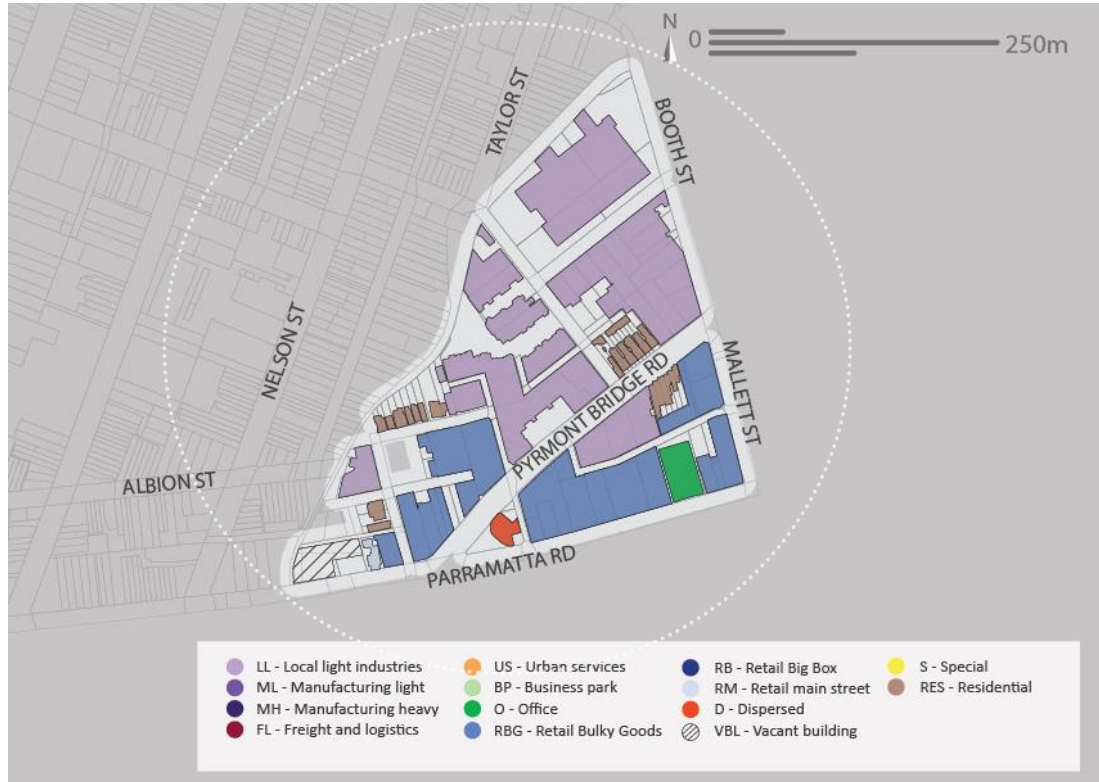 N
0
250m
TAYLOR ST
BOOTH ST
NELSON ST
MALLETT ST
PYRMONT BRIDGE RD
ALBION ST
PARRAMATTA RD
LL - Local light industries
ML - Manufacturing light
MH - Manufacturing heavy
FL - Freight and logistics
US - Urban services
BP - Business park
O - Office
RBG - Retail Bulky Goods
RB - Retail Big Box
RM - Retail main street
D - Dispersed
VBL - Vacant building
S - Special
RES - Residential